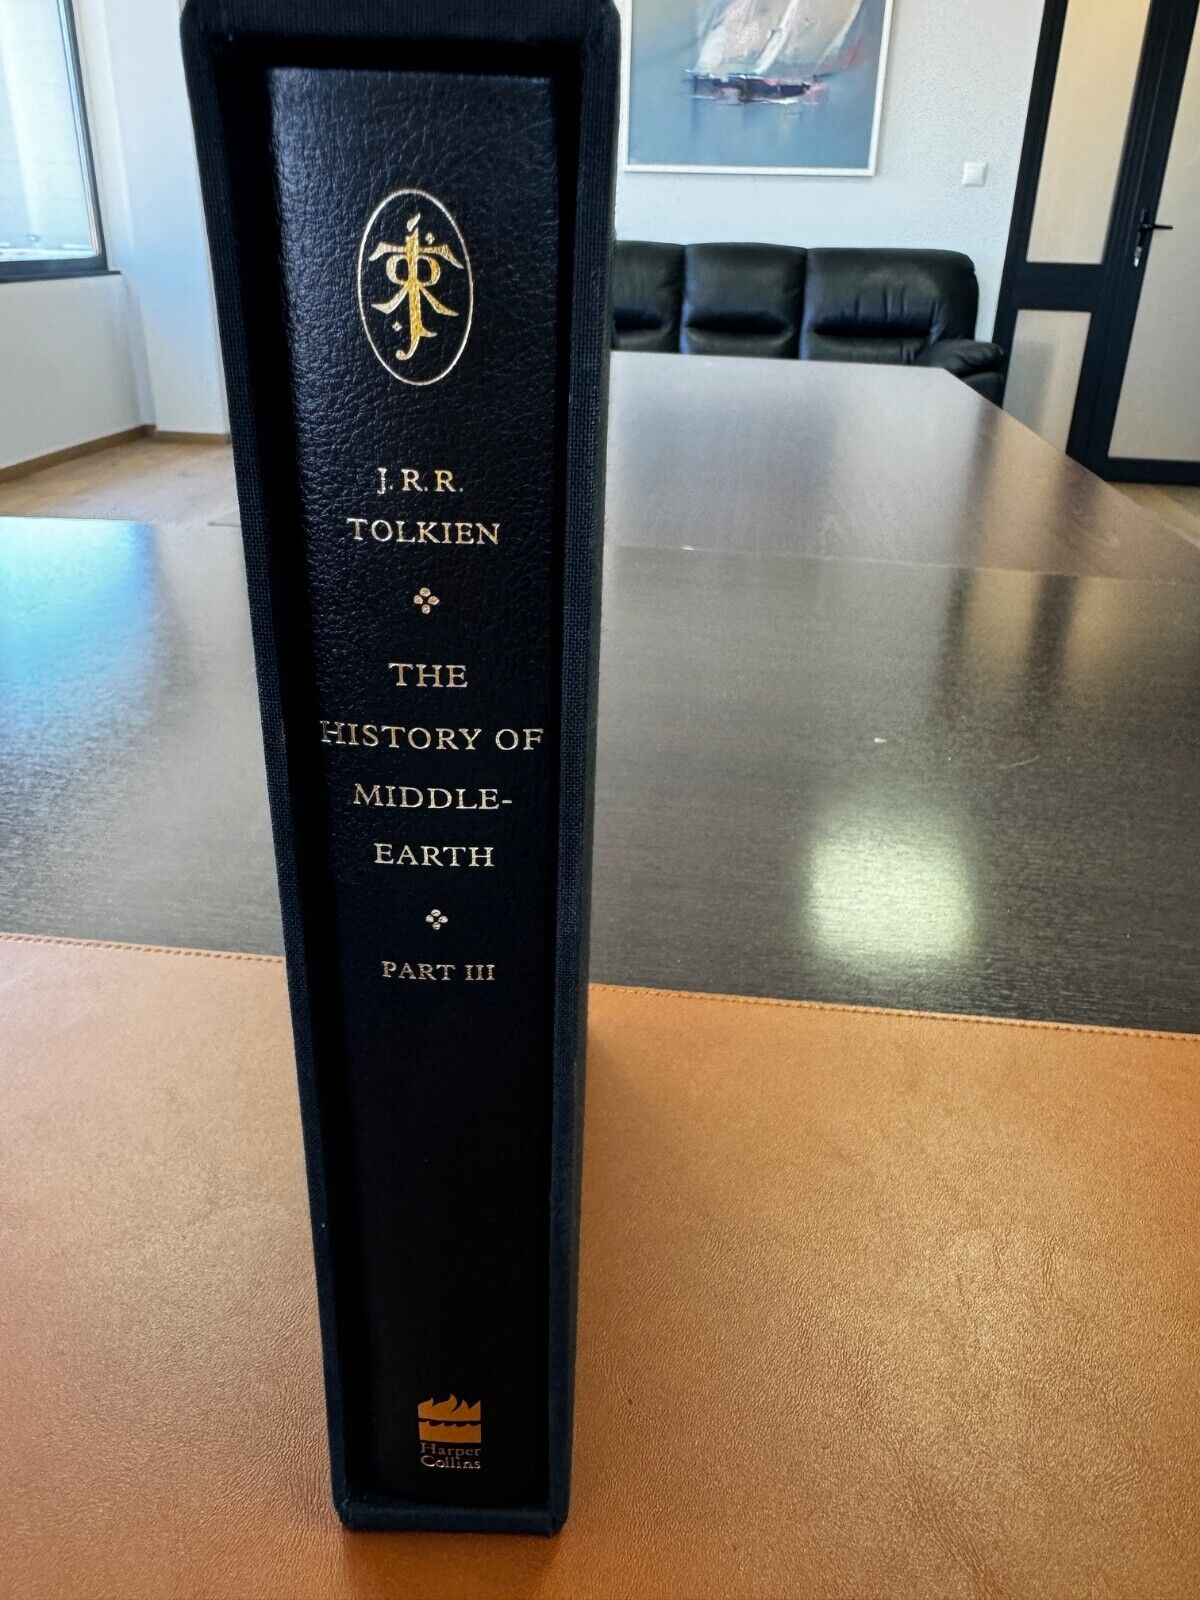 J.R.R.
TOLKIEN
THE
HISTORY OF
MIDDLE-
EARTH
PART III
Harper
Collins